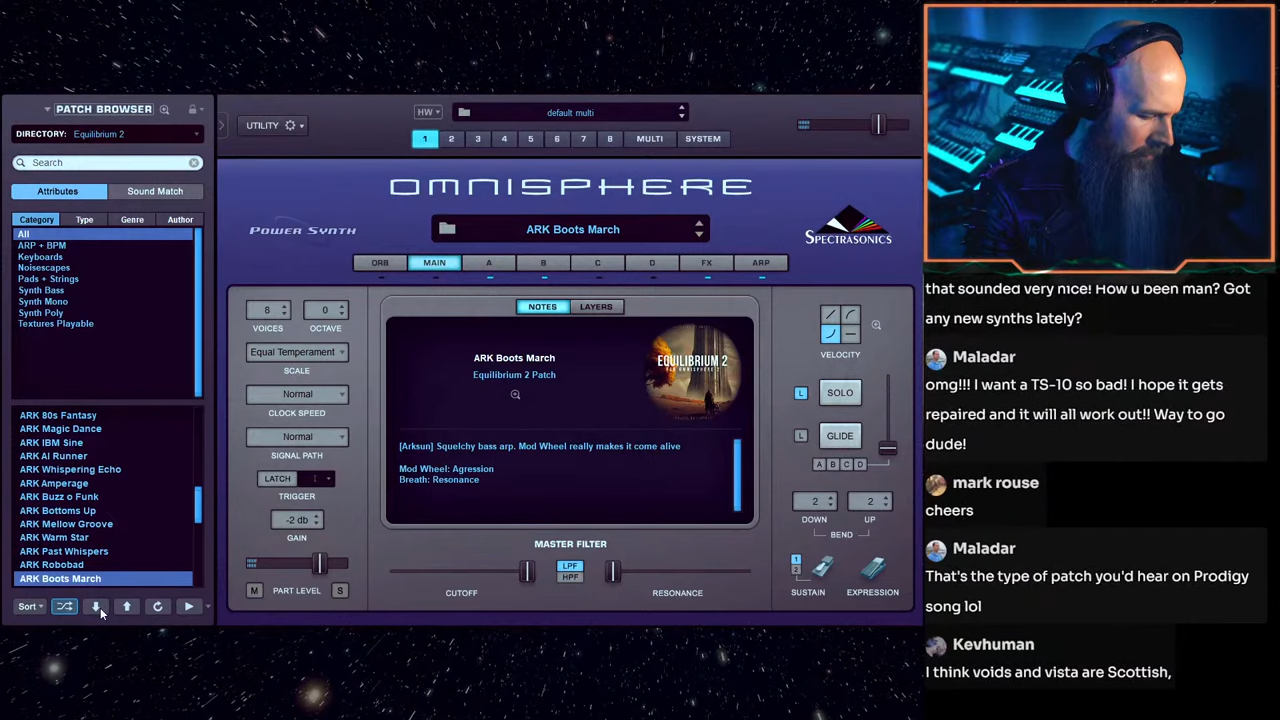 PATCH BROWSER
DIRECTORY: Equilibrium 2
Search
Attributes Sound Match
Category Type Genre Author
All
ARP + BPM
Keyboards
Noisescapes
Pads + Strings
Synth Bass
Synth Mono
Synth Poly
Textures Playable
ARK 80s Fantasy
ARK Magic Dance
ARK IBM Sine
ARK AI Runner
ARK Whispering Echo
ARK Amperage
ARK Buzz o Funk
ARK Bottoms Up
ARK Mellow Groove
ARK Warm Star
ARK Past Whispers
ARK Robobad
ARK Boots March
Sort
UTILITY
HW default multi
1 2 3 4 5 6 7 8 MULTI SYSTEM
OMNISPHERE
POWER SYNTH
ARK Boots March
SPECTRASONICS
ORB MAIN A B C D FX ARP
8 0
VOICES OCTAVE
Equal Temperament
SCALE
Normal
CLOCK SPEED
Normal
SIGNAL PATH
LATCH
TRIGGER
-2 db
GAIN
M PART LEVEL S
NOTES LAYERS
ARK Boots March
Equilibrium 2 Patch
EQUILIBRIUM 2
FOR OMNISPHERE
[Arksun] Squelchy bass arp. Mod Wheel really makes it come alive
Mod Wheel: Agression
Breath: Resonance
MASTER FILTER
LPF
HPF
CUTOFF RESONANCE
VELOCITY
L SOLO
L GLIDE
A B C D
2 2
DOWN UP
BEND
1
2
SUSTAIN EXPRESSION
that sounded very nice! How u been man? Got
any new synths lately?
Maladar
omg!!! I want a TS-10 so bad! I hope it gets
repaired and it will all work out!! Way to go
dude!
mark rouse
cheers
Maladar
That's the type of patch you'd hear on Prodigy
song lol
Kevhuman
I think voids and vista are Scottish,